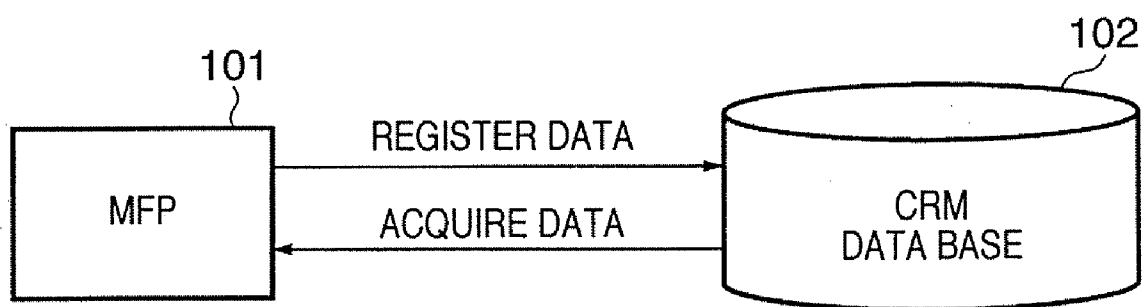 101
102
REGISTER DATA
MFP
ACQUIRE DATA
CRM
DATA BASE